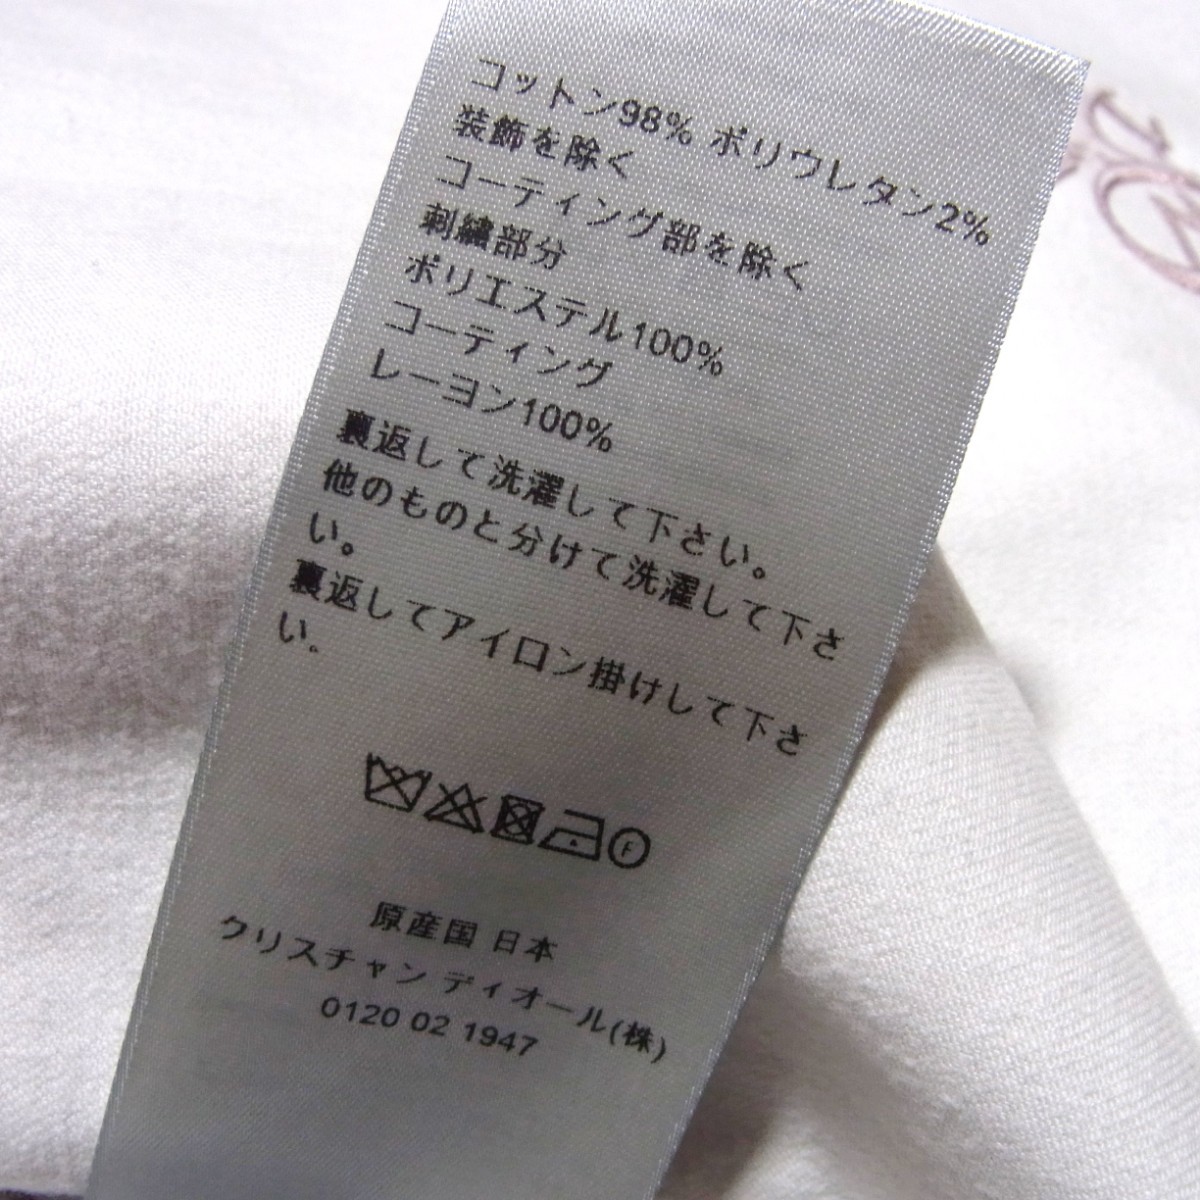 コットン98% ポリウレタン2%
装飾を除く
コーティング部を除く
刺繍部分
ポリエステル100%
コーティング
レーヨン100%
裏返して洗濯して下さい。
他のものと分けて洗濯して下さ
い。
裏返してアイロン掛けして下さ
い。
F
原産国 日本
クリスチャン ディオール(株)
0120 02 1947